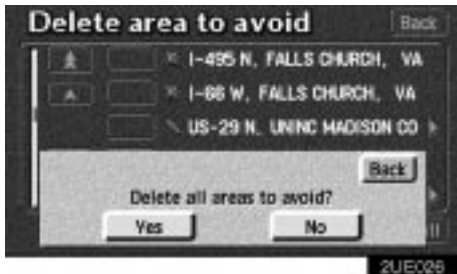 Delete area to avoid Back
I-495 N, FALLS CHURCH, VA
I-66 W, FALLS CHURCH, VA
US-29 N, UNINC MADISON CO
Back
Delete all areas to avoid?
Yes No
2UE026